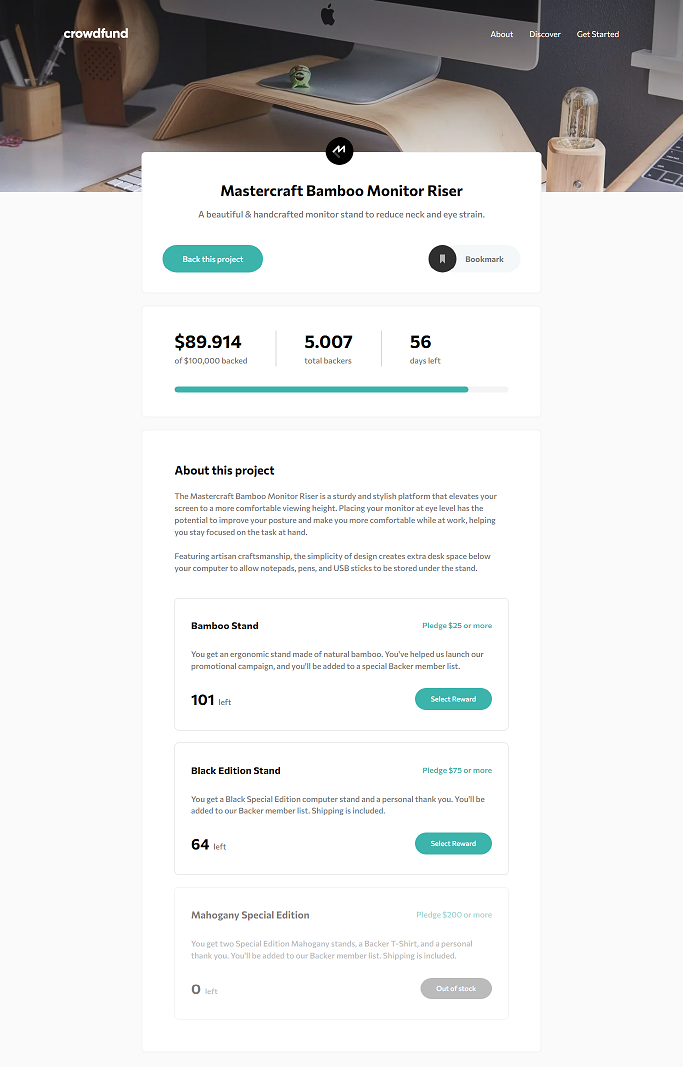 crowdfund
About Discover Get Started
Mastercraft Bamboo Monitor Riser
A beautiful & handcrafted monitor stand to reduce neck and eye strain.
Back this project
Bookmark
$89.914
5.007
56
of $100,000 backed
total backers
days left
About this project
The Mastercraft Bamboo Monitor Riser is a sturdy and stylish platform that elevates your
screen to a more comfortable viewing height. Placing your monitor at eye level has the
potential to improve your posture and make you more comfortable while at work, helping
you stay focused on the task at hand.
Featuring artisan craftsmanship, the simplicity of design creates extra desk space below
your computer to allow notepads, pens, and USB sticks to be stored under the stand.
Bamboo Stand
Pledge $25 or more
You get an ergonomic stand made of natural bamboo. You've helped us launch our
promotional campaign, and you'll be added to a special Backer member list.
101 left
Select Reward
Black Edition Stand
Pledge $75 or more
You get a Black Special Edition computer stand and a personal thank you. You'll be
added to our Backer member list. Shipping is included.
64 left
Select Reward
Mahogany Special Edition
Pledge $200 or more
You get two Special Edition Mahogany stands, a Backer T-Shirt, and a personal
thank you. You'll be added to our Backer member list. Shipping is included.
0 left
Out of stock